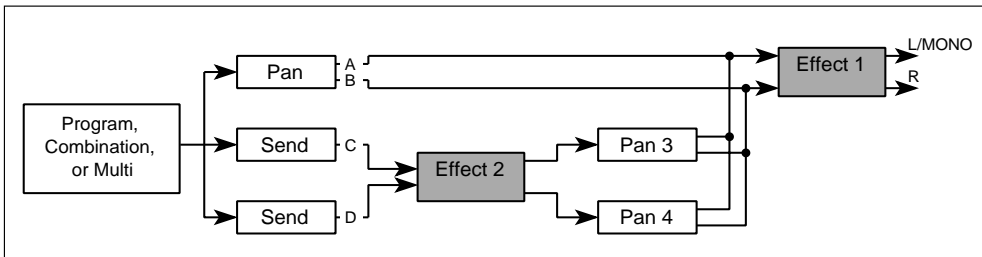 Program,
Combination,
or Multi
Pan
A
B
Send
C
Send
D
Effect 2
Pan 3
Pan 4
Effect 1
L/MONO
R